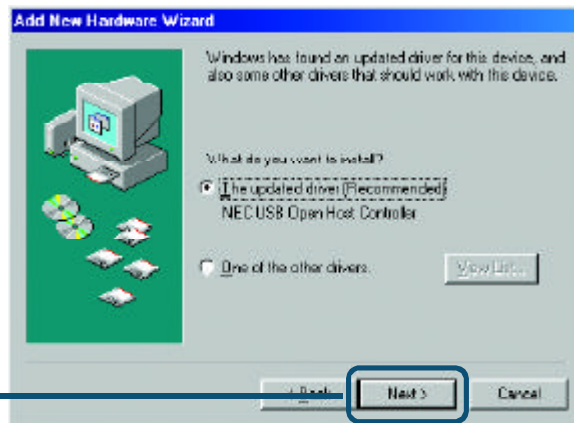 Add New Hardware Wizard
Windows has found an updated driver for this device, and
also some other drivers that should work with this device.
What do you want to install?
The updated driver (Recommended)
NEC USB Open Host Controller
One of the other drivers.
View List...
< Back
Next >
Cancel